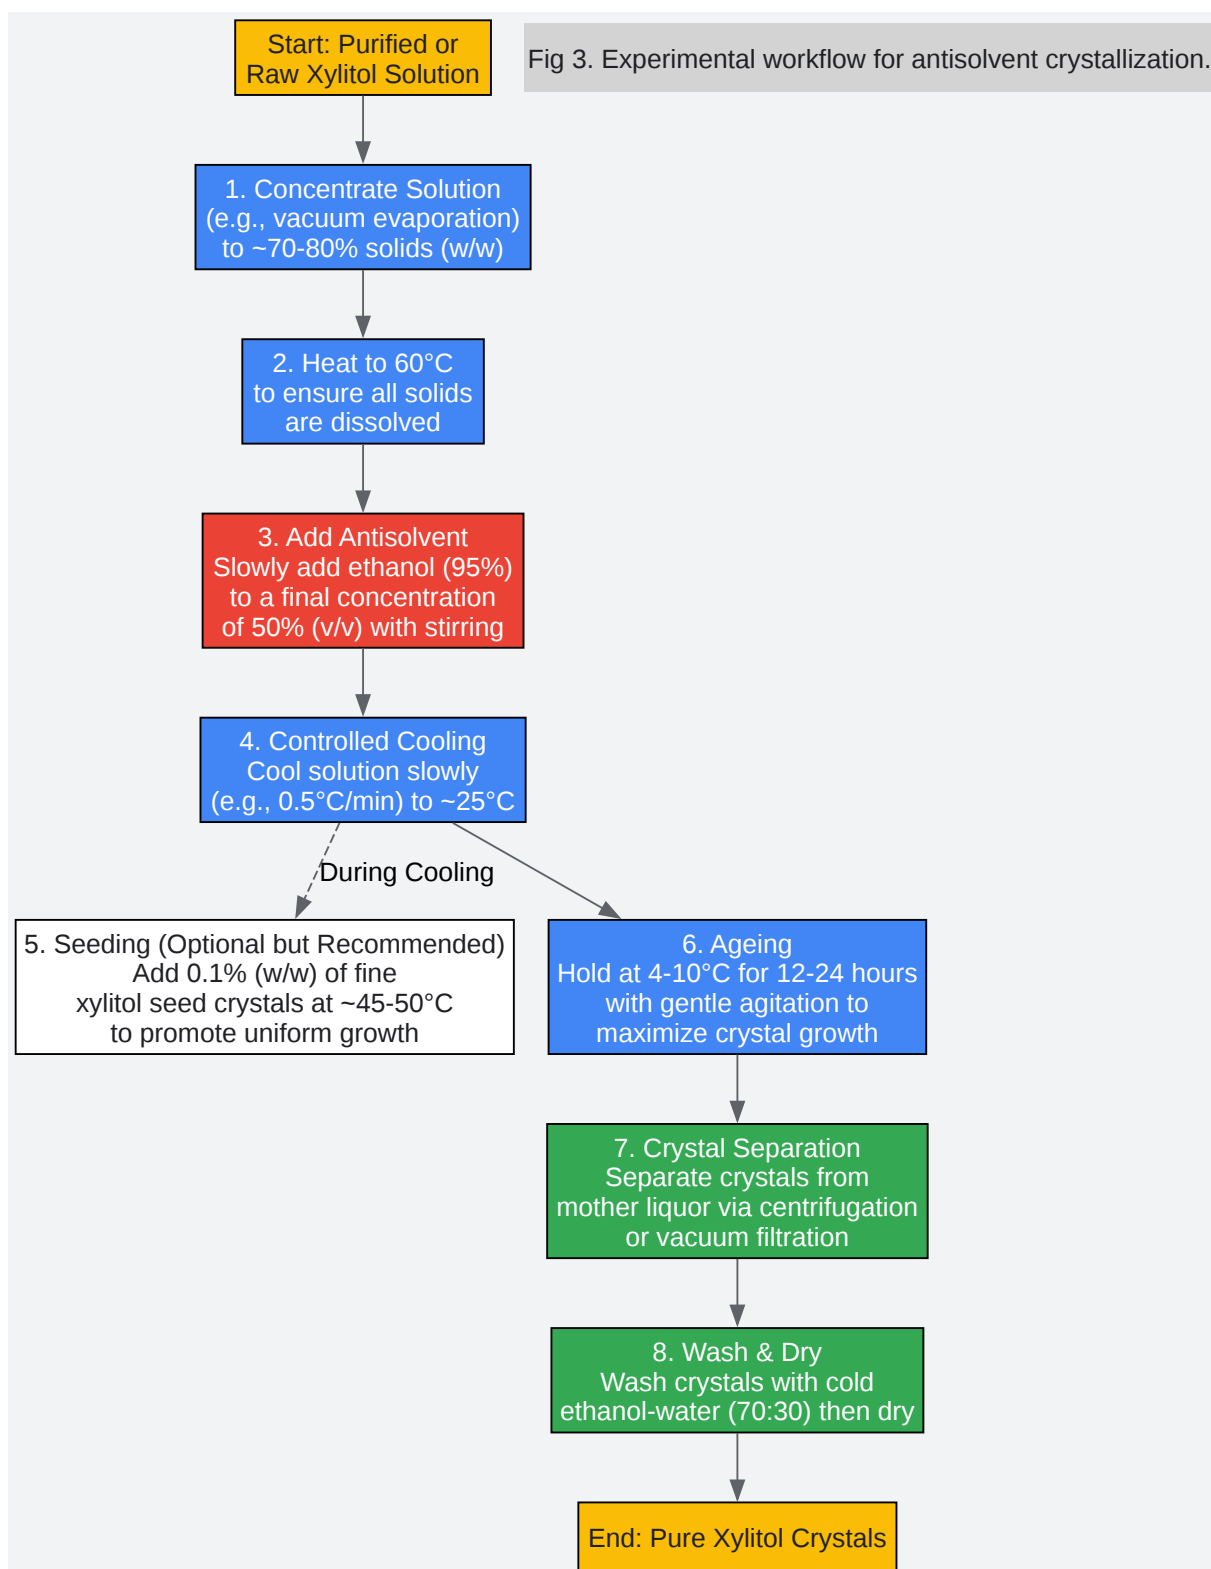 Start: Purified or
Raw Xylitol Solution
Fig 3. Experimental workflow for antisolvent crystallization.
1. Concentrate Solution
(e.g., vacuum evaporation)
to ~70-80% solids (w/w)
2. Heat to 60°C
to ensure all solids
are dissolved
3. Add Antisolvent
Slowly add ethanol (95%)
to a final concentration
of 50% (v/v) with stirring
4. Controlled Cooling
Cool solution slowly
(e.g., 0.5°C/min) to ~25°C
During Cooling
5. Seeding (Optional but Recommended)
Add 0.1% (w/w) of fine
xylitol seed crystals at ~45-50°C
to promote uniform growth
6. Ageing
Hold at 4-10°C for 12-24 hours
with gentle agitation to
maximize crystal growth
7. Crystal Separation
Separate crystals from
mother liquor via centrifugation
or vacuum filtration
8. Wash & Dry
Wash crystals with cold
ethanol-water (70:30) then dry
End: Pure Xylitol Crystals